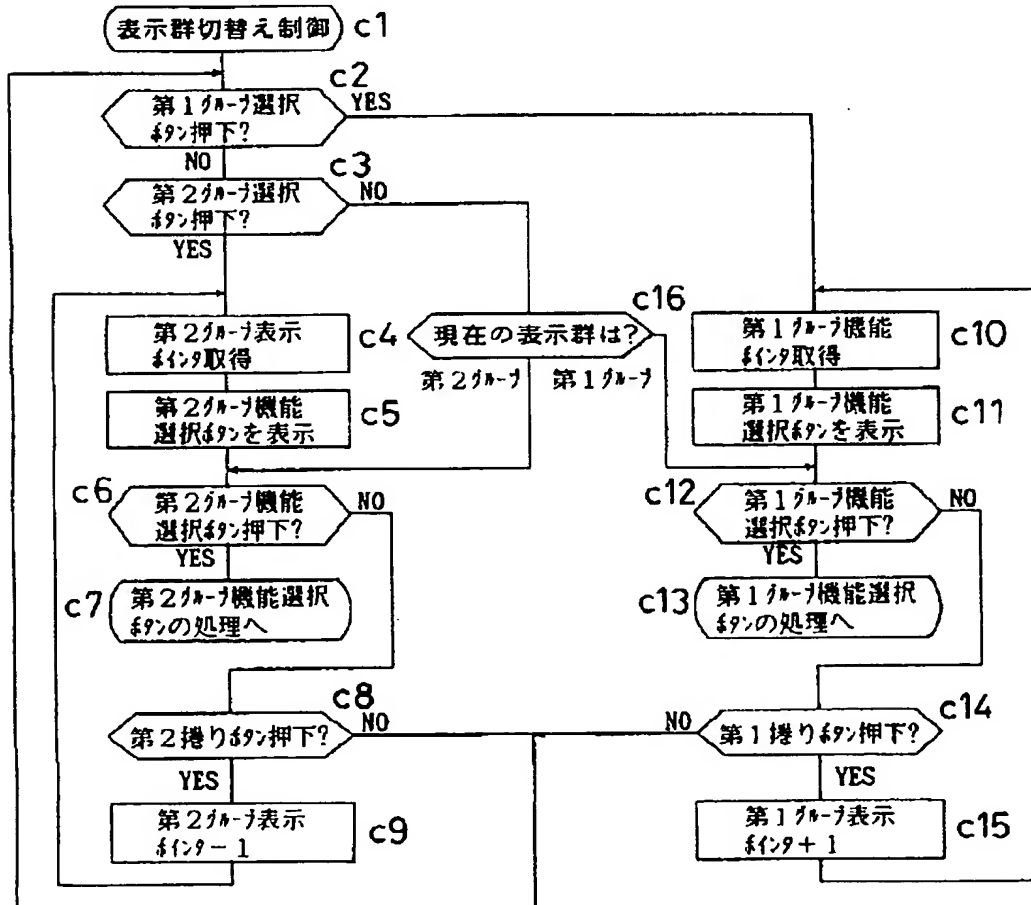 表示群切替え制御 c1
c2
第1グループ選択
ボタン押下?
YES
NO
c3
第2グループ選択
ボタン押下?
NO
YES
c16
現在の表示群は?
第2グループ
第1グループ
第2グループ表示
ポインタ取得
c4
第2グループ機能
選択ボタンを表示
c5
c6
第2グループ機能
選択ボタン押下?
NO
YES
c7
第2グループ機能選択
ボタンの処理へ
c8
第2捲りボタン押下?
NO
YES
第2グループ表示
ポインター1
c9
第1グループ機能
ポインタ取得
c10
第1グループ機能
選択ボタンを表示
c11
c12
第1グループ機能
選択ボタン押下?
NO
YES
c13
第1グループ機能選択
ボタンの処理へ
c14
第1捲りボタン押下?
NO
YES
第1グループ表示
ポインタ+1
c15